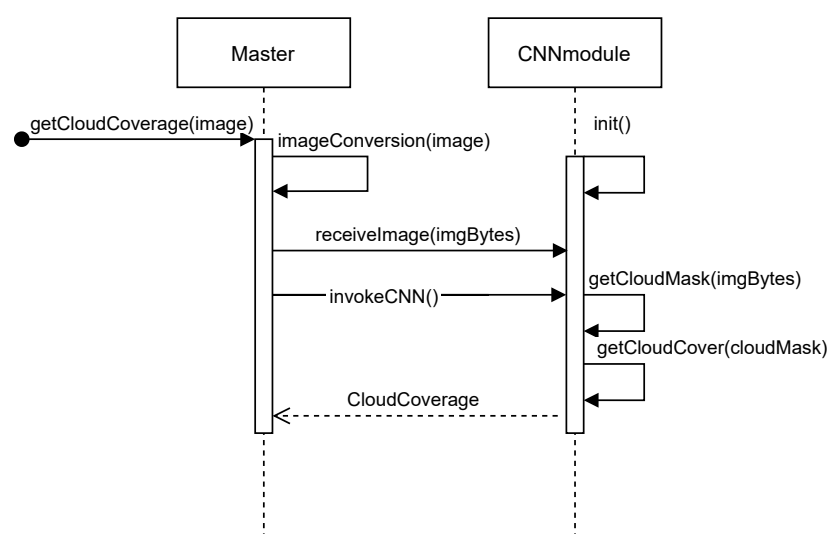 Master
CNNmodule
getCloudCoverage(image)
init()
imageConversion(image)
receiveImage(imgBytes)
getCloudMask(imgBytes)
invokeCNN()
getCloudCover(cloudMask)
CloudCoverage